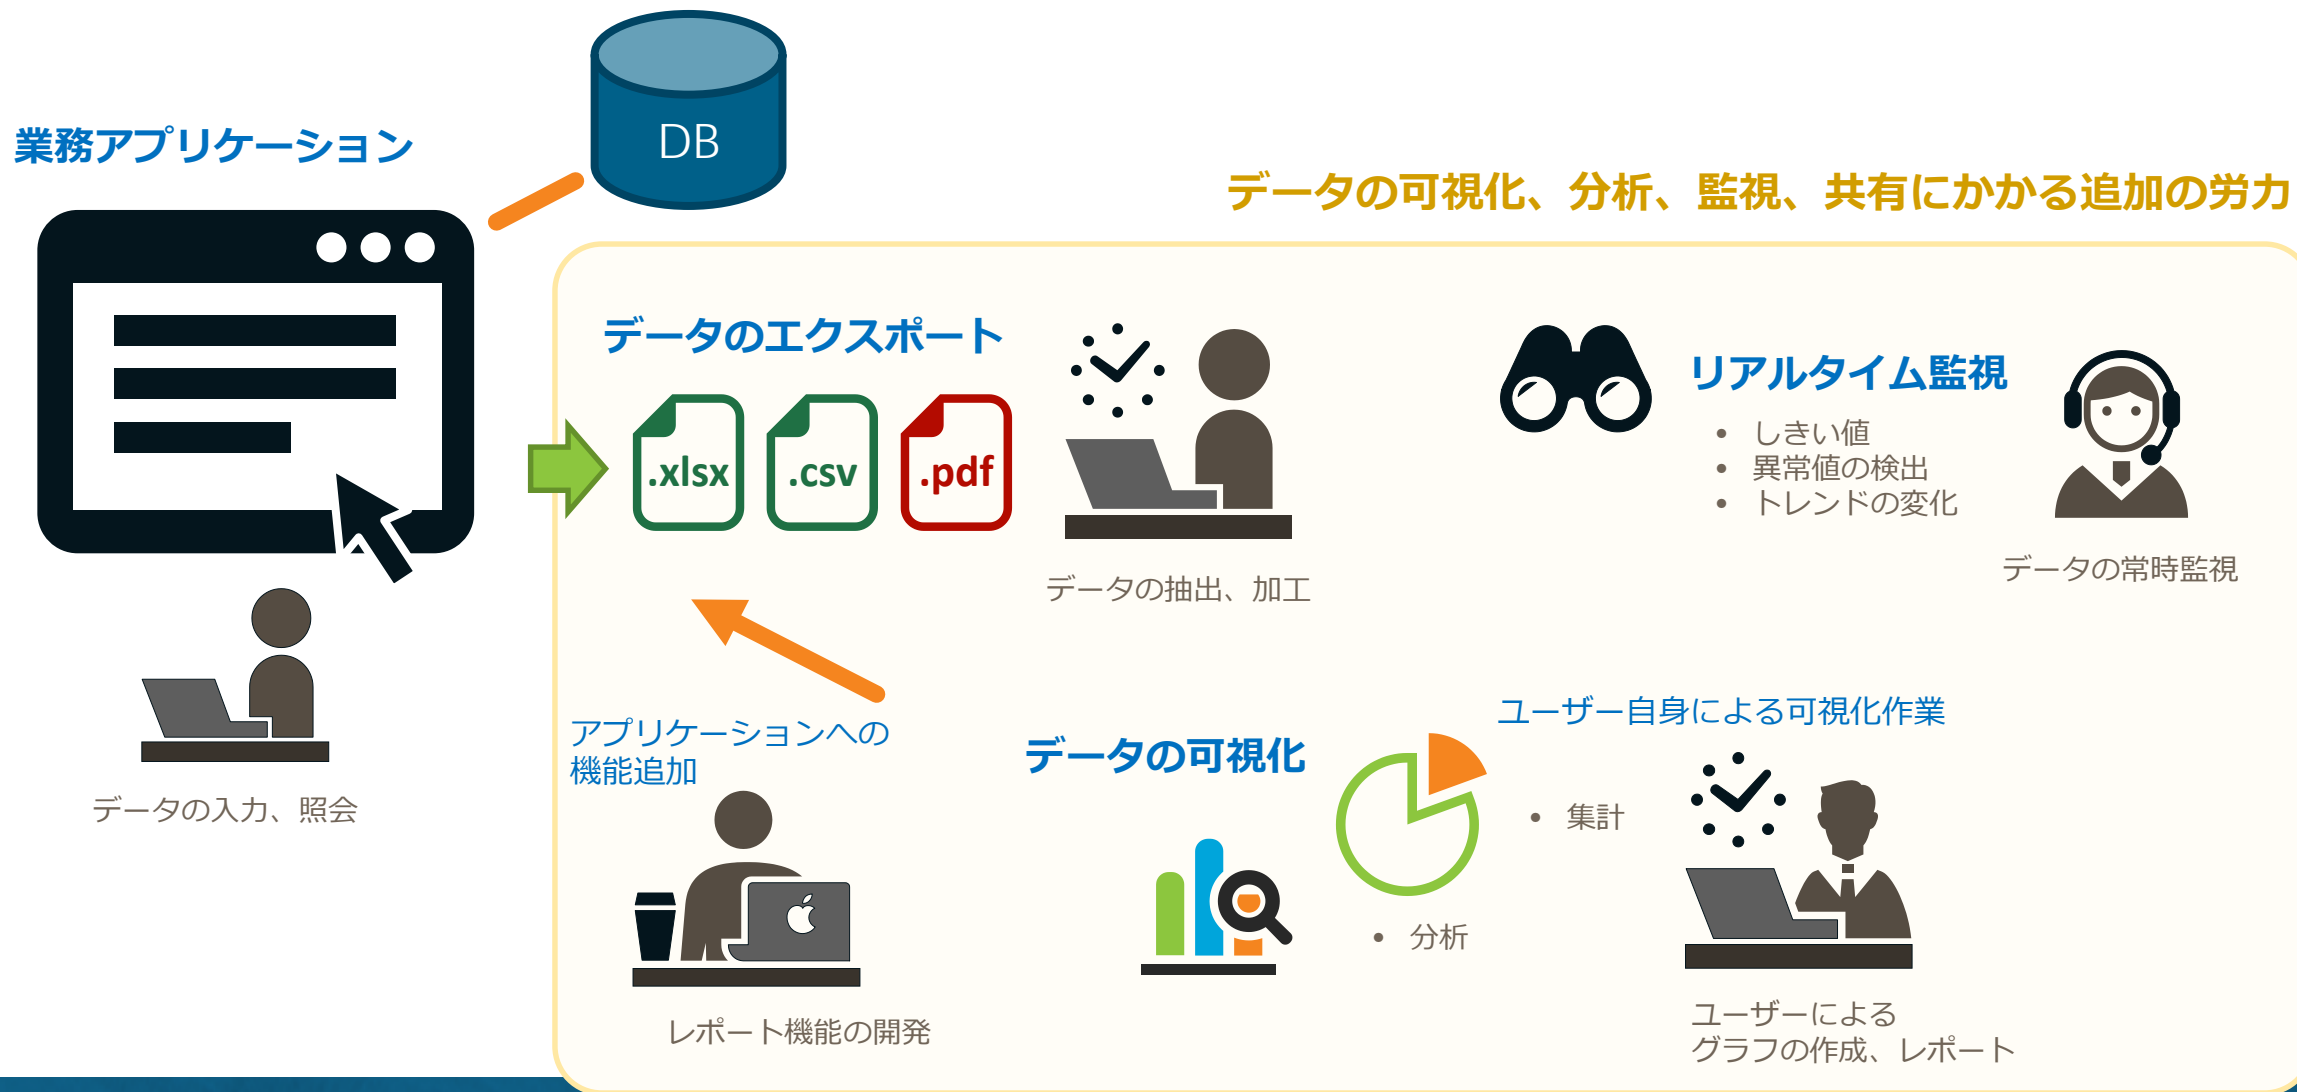 DB
業務アプリケーション
データの可視化、分析、監視、共有にかかる追加の労力
データのエクスポート
.xlsx
.csv
.pdf
データの抽出、加工
リアルタイム監視
• しきい値
• 異常値の検出
• トレンドの変化
データの常時監視
データの入力、照会
アプリケーションへの
機能追加
レポート機能の開発
データの可視化
• 分析
ユーザー自身による可視化作業
• 集計
ユーザーによる
グラフの作成、レポート